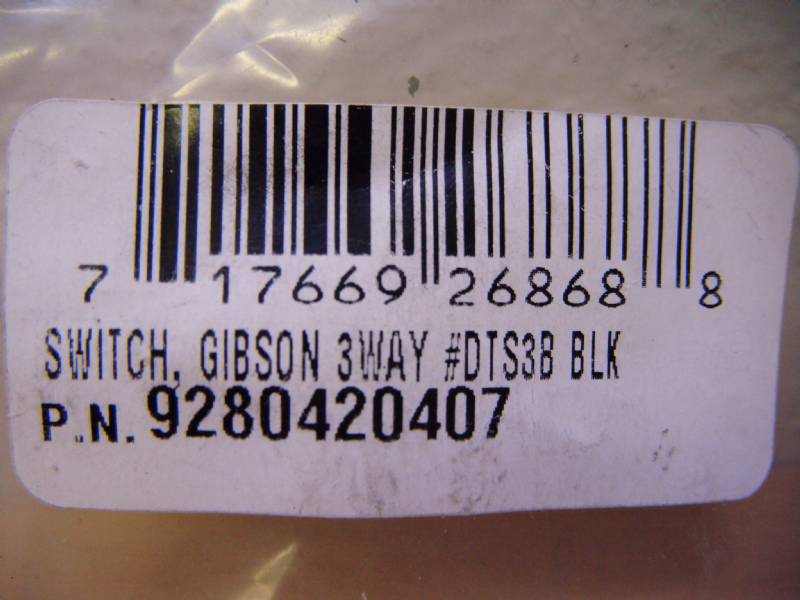 7 17669 26868 8
SWITCH, GIBSON 3WAY #DTS3B BLK
P.N. 9280420407